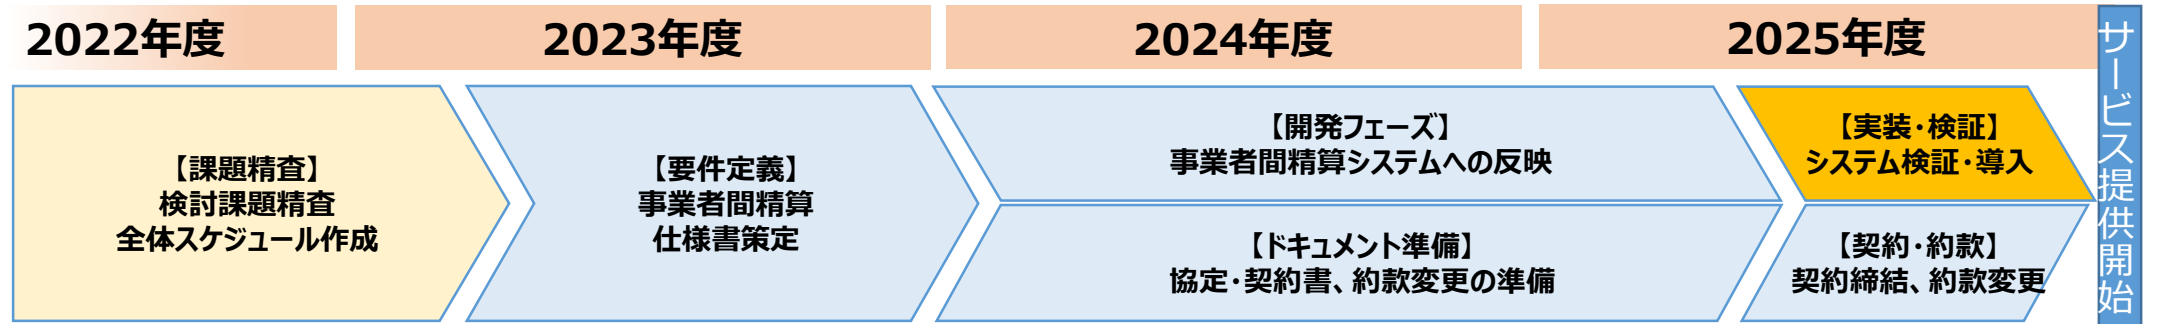 2022年度
2023年度
2024年度
2025年度
【課題精査】
検討課題精査
全体スケジュール作成
【要件定義】
事業者間精算
仕様書策定
【開発フェーズ】
事業者間精算システムへの反映
【ドキュメント準備】
協定・契約書、約款変更の準備
【実装・検証】
システム検証・導入
【契約・約款】
契約締結、約款変更
サービス提供開始